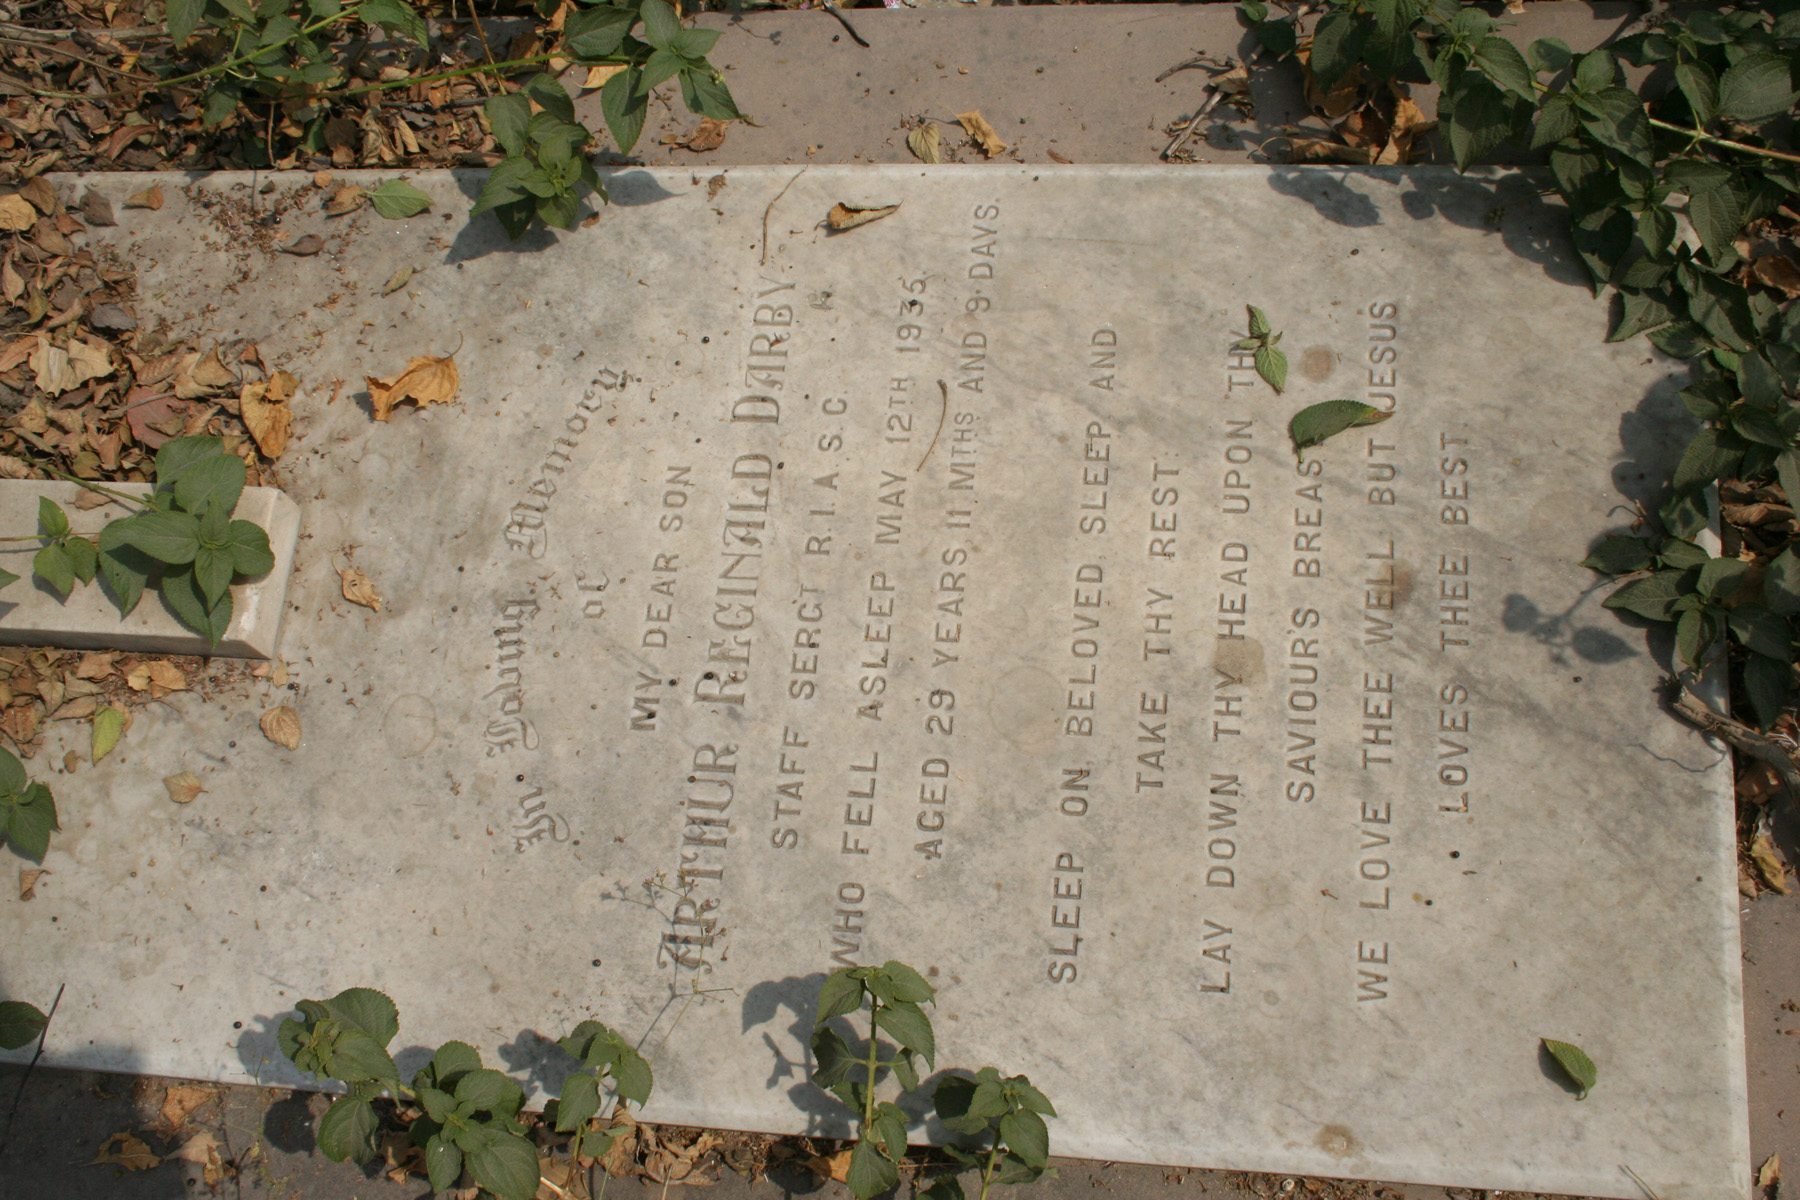 In Loving Memory
of
MY DEAR SON
ARTHUR REGINALD DARBY
STAFF SERGT R.I.A.S.C.
WHO FELL ASLEEP MAY 12TH 1935
AGED 29 YEARS, 11 MTHS AND 9 DAYS.
SLEEP ON BELOVED, SLEEP AND
TAKE THY REST.
LAY DOWN THY HEAD UPON THY
SAVIOUR'S BREAS
WE LOVE THEE WELL, BUT JESUS
LOVES THEE BEST.